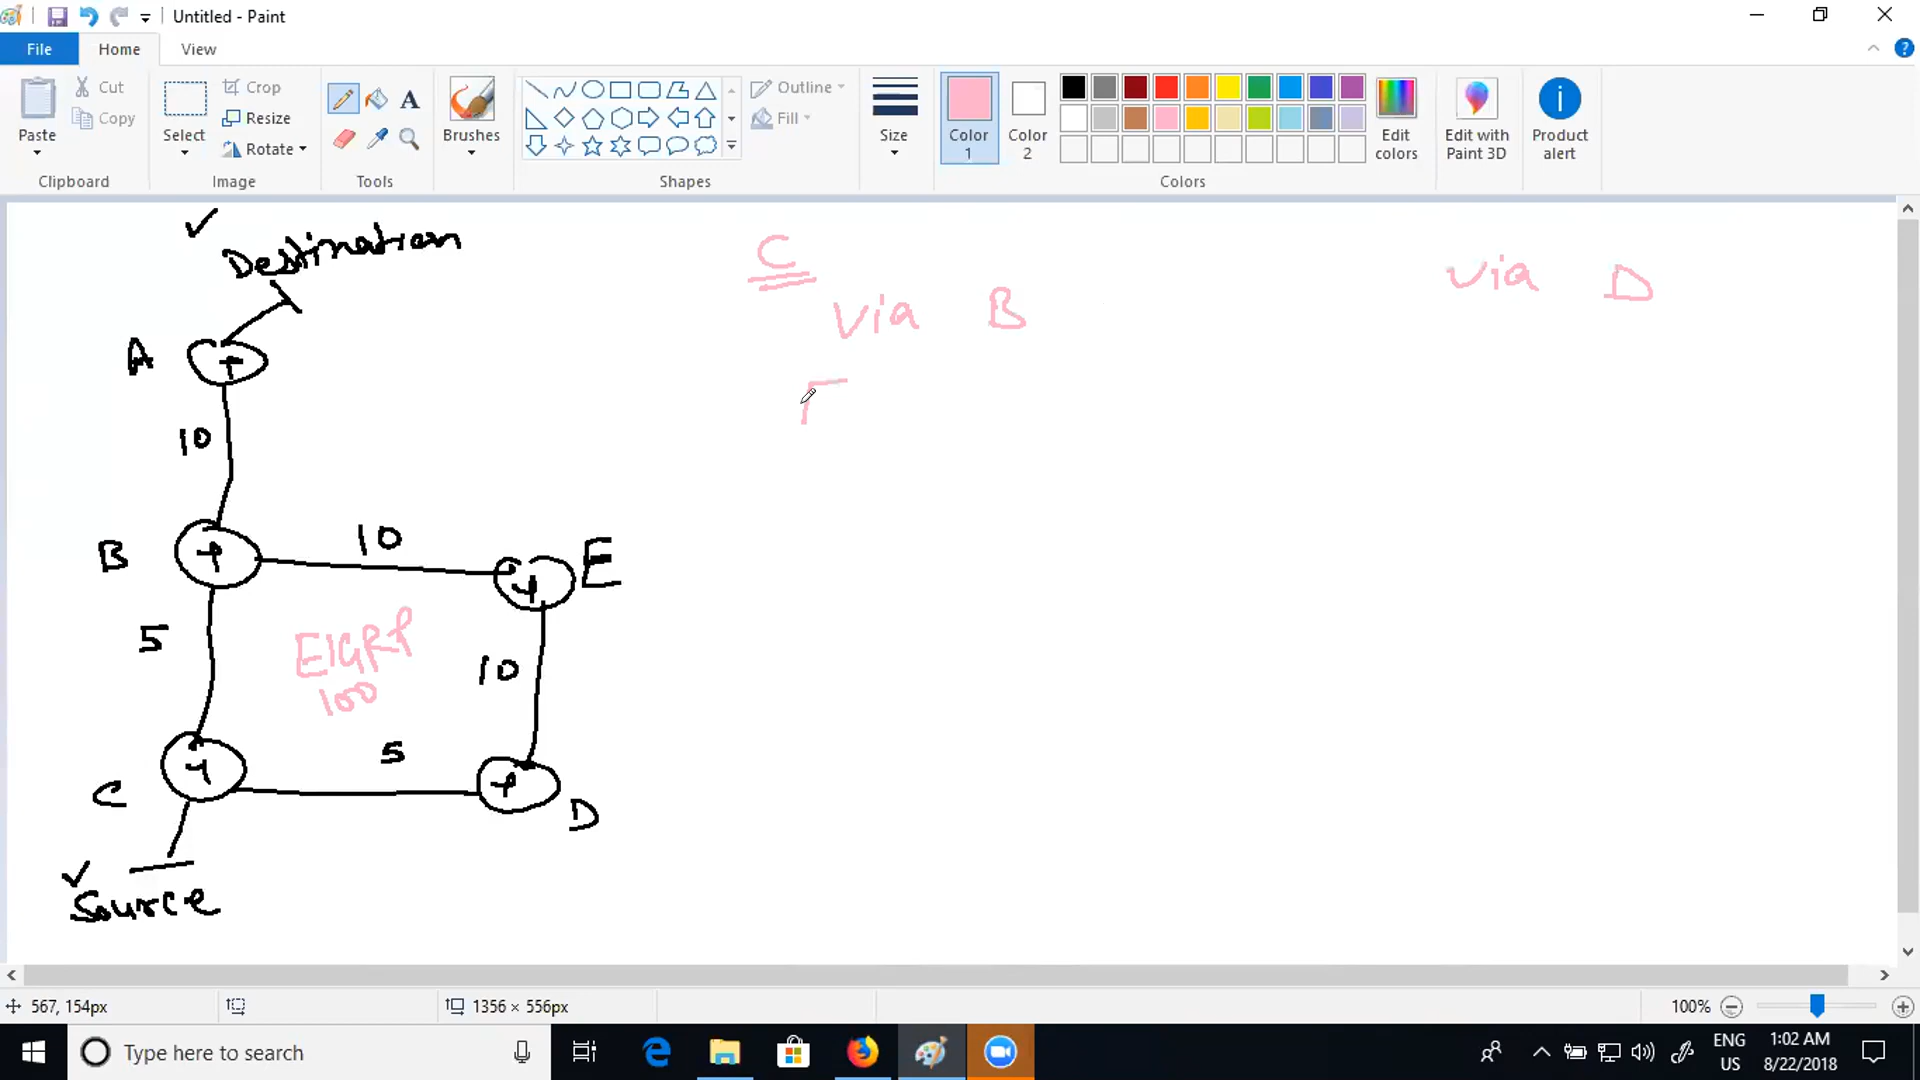 Untitled - Paint
File Home View
Paste
Cut
Copy
Clipboard
Select
Crop
Resize
Rotate
Image
Tools
Brushes
Shapes
Outline
Fill
Size
Color 1
Color 2
Edit colors
Colors
Edit with Paint 3D
Product alert
Destination
A
10
B
10
E
5
EIGRP
100
10
5
C
D
Source
C
via B
via D
567, 154px
1356 × 556px
100%
Type here to search
ENG
US
1:02 AM
8/22/2018